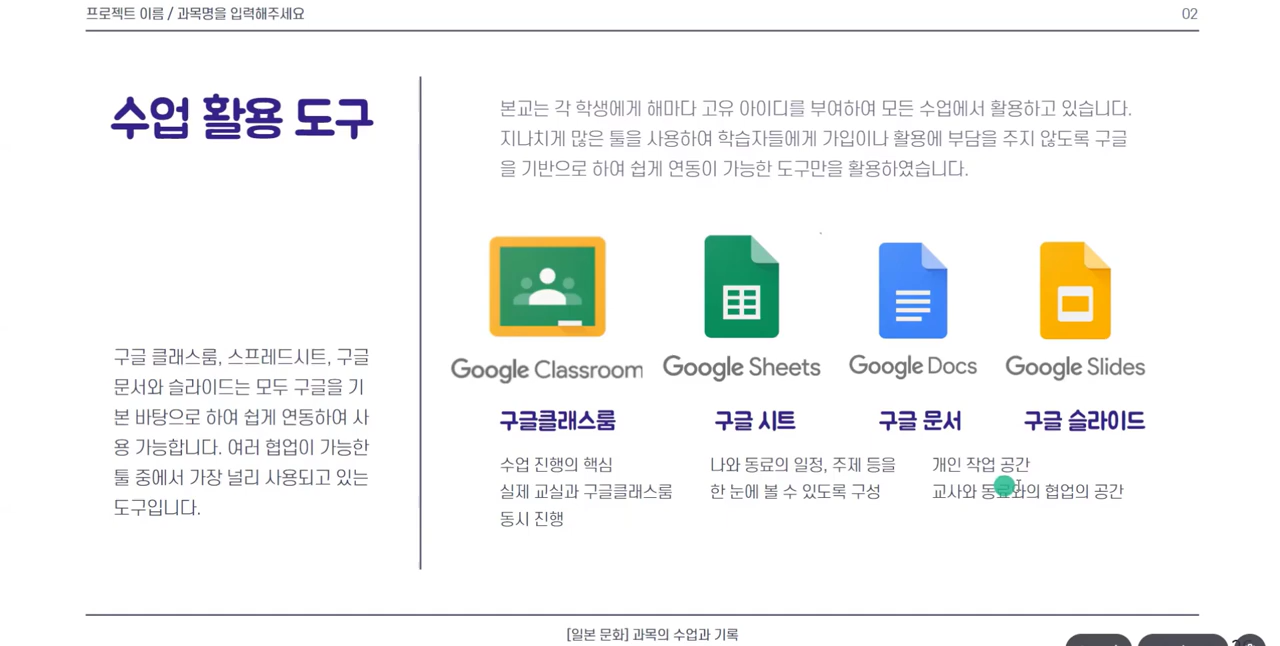 프로젝트 이름 / 과목명을 입력해주세요
02
수업 활용 도구
본교는 각 학생에게 해마다 고유 아이디를 부여하여 모든 수업에서 활용하고 있습니다.
지나치게 많은 툴을 사용하여 학습자들에게 가입이나 활용에 부담을 주지 않도록 구글
을 기반으로 하여 쉽게 연동이 가능한 도구만을 활용하였습니다.
구글 클래스룸, 스프레드시트, 구글
문서와 슬라이드는 모두 구글을 기
본 바탕으로 하여 쉽게 연동하여 사
용 가능합니다. 여러 협업이 가능한
툴 중에서 가장 널리 사용되고 있는
도구입니다.
Google Classroom
Google Sheets
Google Docs
Google Slides
구글클래스룸
구글 시트
구글 문서
구글 슬라이드
수업 진행의 핵심
실제 교실과 구글클래스룸
동시 진행
나와 동료의 일정, 주제 등을
한 눈에 볼 수 있도록 구성
개인 작업 공간
교사와 동료와의 협업의 공간
[일본 문화] 과목의 수업과 기록